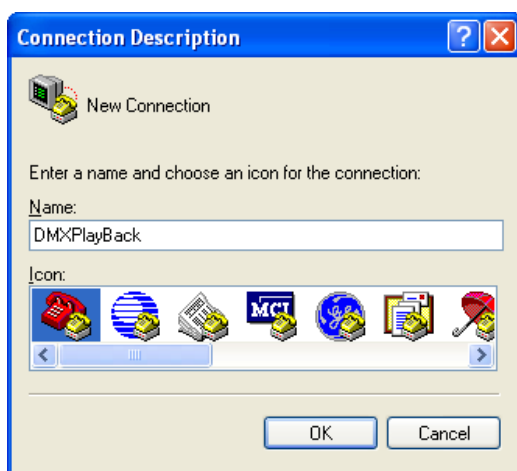 Connection Description
New Connection
Enter a name and choose an icon for the connection:
Name:
DMXPlayBack
Icon:
MCI
OK Cancel